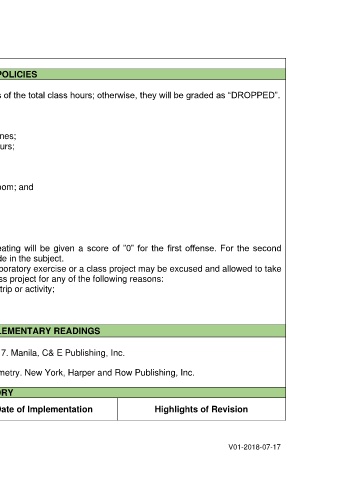 POLICIES
s of the total class hours; otherwise, they will be graded as “DROPPED”.
nes;
urs;
oom; and
eating will be given a score of “0” for the first offense. For the second
de in the subject.
boratory exercise or a class project may be excused and allowed to take
ss project for any of the following reasons:
trip or activity;
LEMENTARY READINGS
7. Manila, C& E Publishing, Inc.
metry. New York, Harper and Row Publishing, Inc.
ORY
Date of Implementation Highlights of Revision
V01-2018-07-17